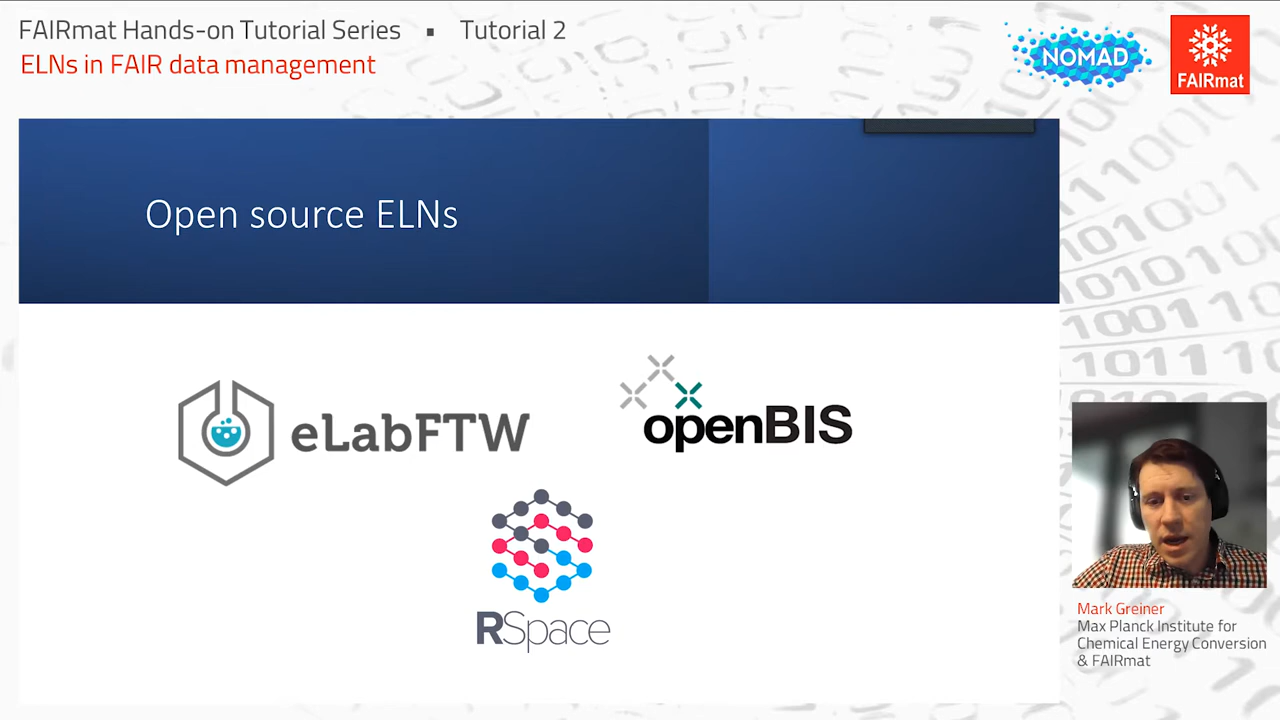 FAIRmat Hands-on Tutorial Series ▪ Tutorial 2
ELNs in FAIR data management
NOMAD
FAIRmat
Open source ELNs
eLabFTW
openBIS
RSpace
Mark Greiner
Max Planck Institute for
Chemical Energy Conversion
& FAIRmat